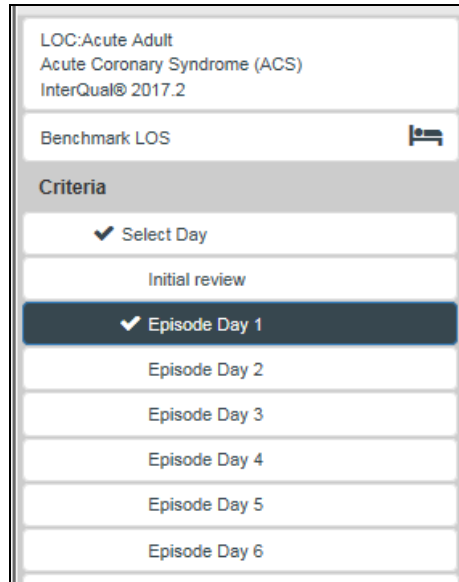 LOC:Acute Adult
Acute Coronary Syndrome (ACS)
InterQual® 2017.2
Benchmark LOS
Criteria
Select Day
Initial review
Episode Day 1
Episode Day 2
Episode Day 3
Episode Day 4
Episode Day 5
Episode Day 6